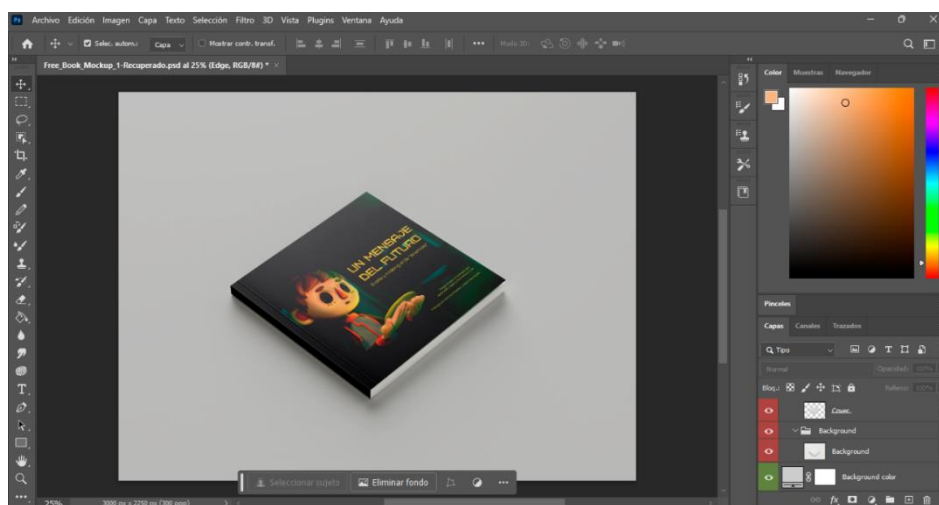 Ps Archivo Edición Imagen Capa Texto Selección Filtro 3D Vista Plugins Ventana Ayuda
Selec. autom.: Capa Mostrar contr. transf. Modo 3D:
Free_Book_Mockup_1-Recuperado.psd al 25% (Edge, RGB/8#) *
Color Muestras Navegador
UN MENSAJE
DEL FUTURO
Pinceles
Capas Canales Trazados
Tipo
Normal Opacidad: 100%
Bloq.: Relleno: 100%
Cover
Background
Background
Background color
Seleccionar sujeto Eliminar fondo
25% 3000 px x 2250 px (300 ppp)